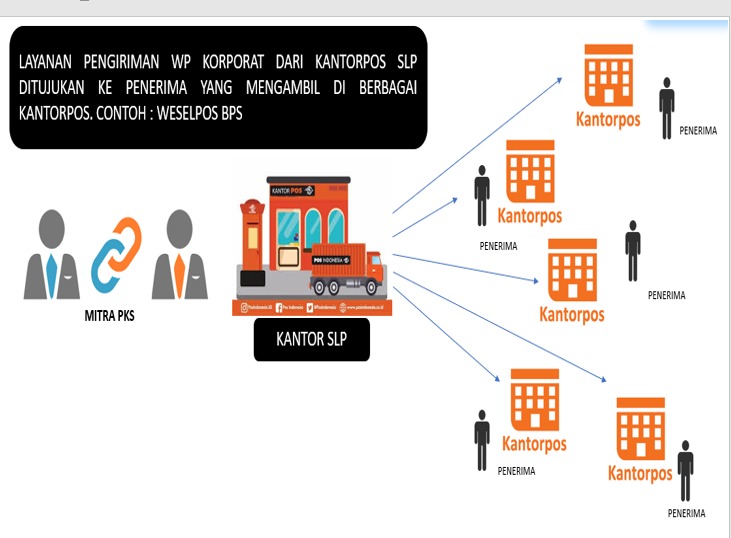 LAYANAN PENGIRIMAN WP KORPORAT DARI KANTORPOS SLP
DITUJUKAN KE PENERIMA YANG MENGAMBIL DI BERBAGAI
KANTORPOS. CONTOH : WESELPOS BPS
Kantorpos
PENERIMA
Kantorpos
PENERIMA
KANTOR POS
POS INDONESIA
Kantorpos
PENERIMA
MITRA PKS
KANTOR SLP
Kantorpos
PENERIMA
Kantorpos
PENERIMA